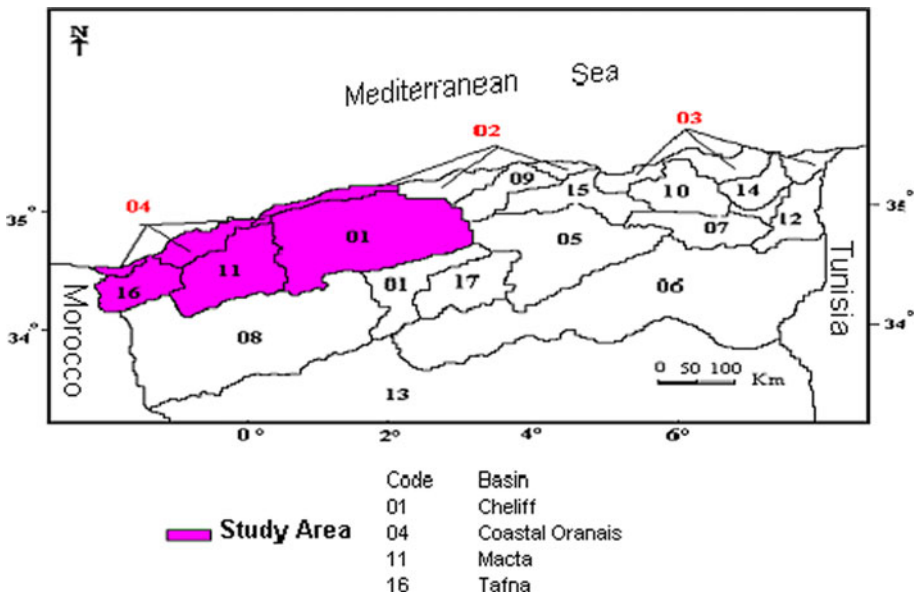 N
Mediterranean Sea
02
03
09
15
10
14
35°
04
01
05
07
12
35°
11
16
01
17
06
Morocco
Tunisia
34°
08
34°
0 50 100
Km
13
0° 2° 4° 6°
Code Basin
01 Cheliff
04 Coastal Oranais
11 Macta
16 Tafna
Study Area